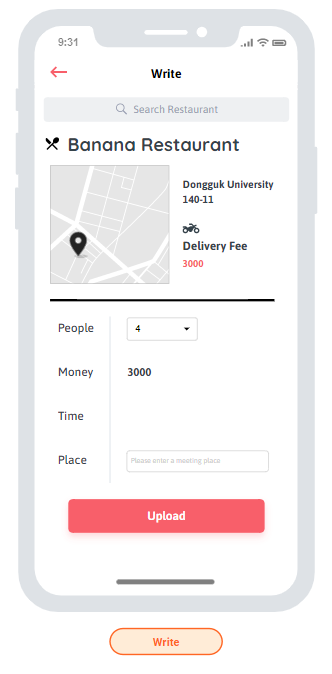 9:31
Write
Search Restaurant
Banana Restaurant
Dongguk University
140-11
Delivery Fee
3000
People
4
Money
3000
Time
Place
Please enter a meeting place
Upload
Write